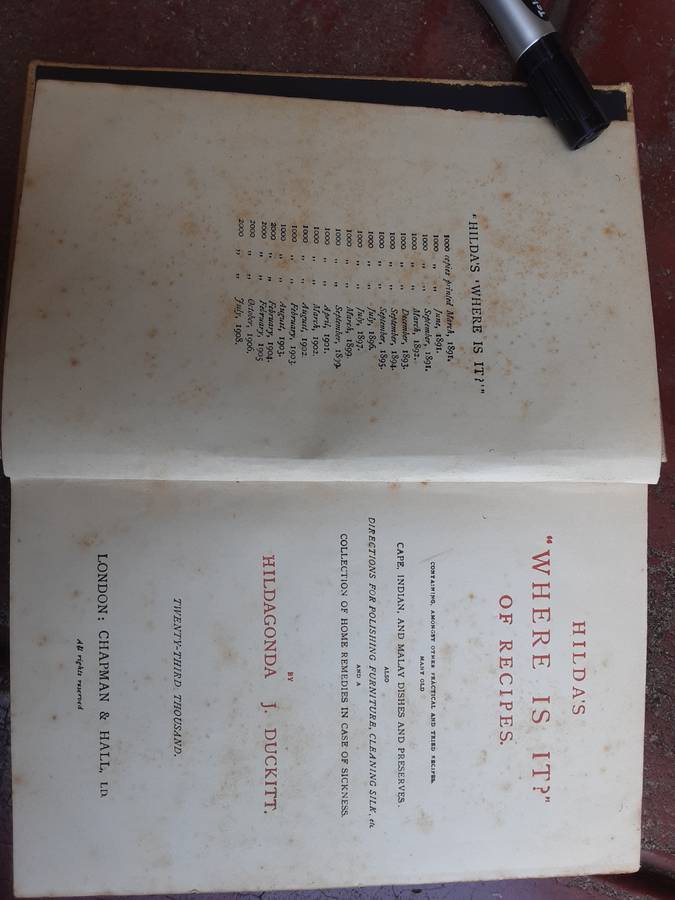 "HILDA'S 'WHERE IS IT?'"
1000 copies printed March, 1891.
1000 " " June, 1891.
1000 " " September, 1891.
1000 " " March, 1892.
1000 " " December, 1893.
1000 " " September, 1894.
1000 " " September, 1895.
1000 " " July, 1896.
1000 " " July, 1897.
1000 " " March, 1899.
1000 " " September, 1899.
1000 " " April, 1901.
1000 " " March, 1902.
1000 " " August, 1902.
1000 " " February, 1903.
1000 " " August, 1903.
2000 " " February, 1904.
2000 " " February, 1905
2000 " " October, 1906.
2000 " " July, 1908.
HILDA'S
"WHERE IS IT?"
OF RECIPES.
CONTAINING, AMONGST OTHER PRACTICAL AND TRIED RECIPES,
MANY OLD
CAPE, INDIAN, AND MALAY DISHES AND PRESERVES.
ALSO
DIRECTIONS FOR POLISHING FURNITURE, CLEANING SILK, etc.
AND A
COLLECTION OF HOME REMEDIES IN CASE OF SICKNESS.
BY
HILDAGONDA J. DUCKITT.
TWENTY-THIRD THOUSAND.
LONDON: CHAPMAN & HALL, LD.
All rights reserved